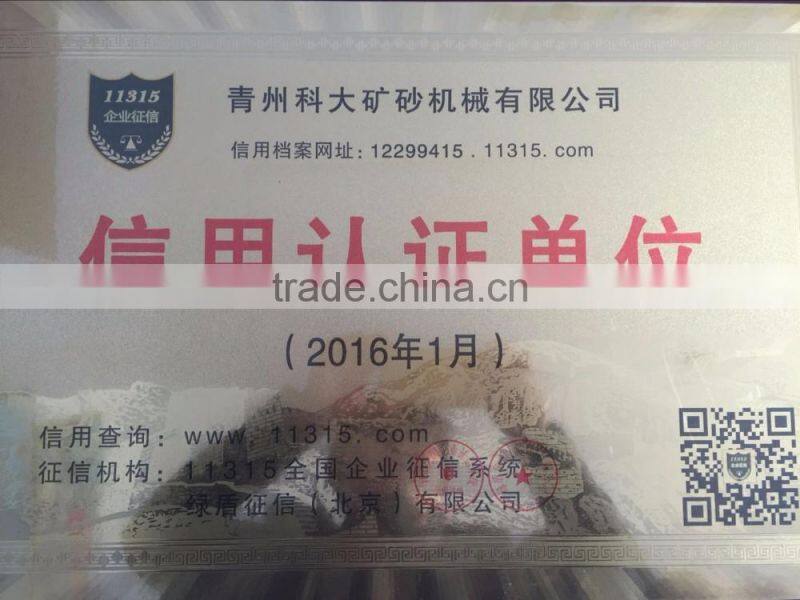 11315
企业征信
青州科大矿砂机械有限公司
信用档案网址：12299415．11315．com
信用认证单位
trade.china.cn
（2016年1月）
信用查询：www．11315．com
征信机构：11315全国企业征信系统
绿盾征信（北京）有限公司